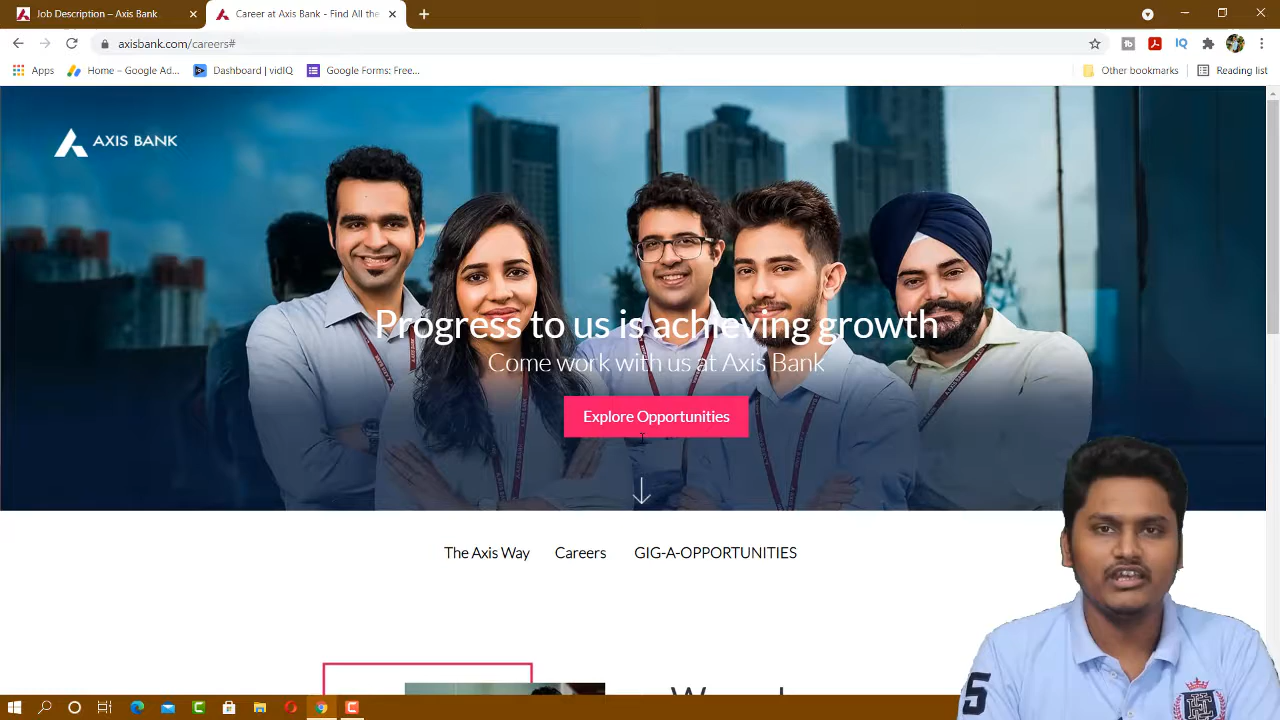 Job Description – Axis Bank
Career at Axis Bank - Find All the
axisbank.com/careers#
Apps
Home – Google Ad...
Dashboard | vidIQ
Google Forms: Free...
Other bookmarks
Reading list
AXIS BANK
Progress to us is achieving growth
Come work with us at Axis Bank
Explore Opportunities
The Axis Way
Careers
GIG-A-OPPORTUNITIES
5